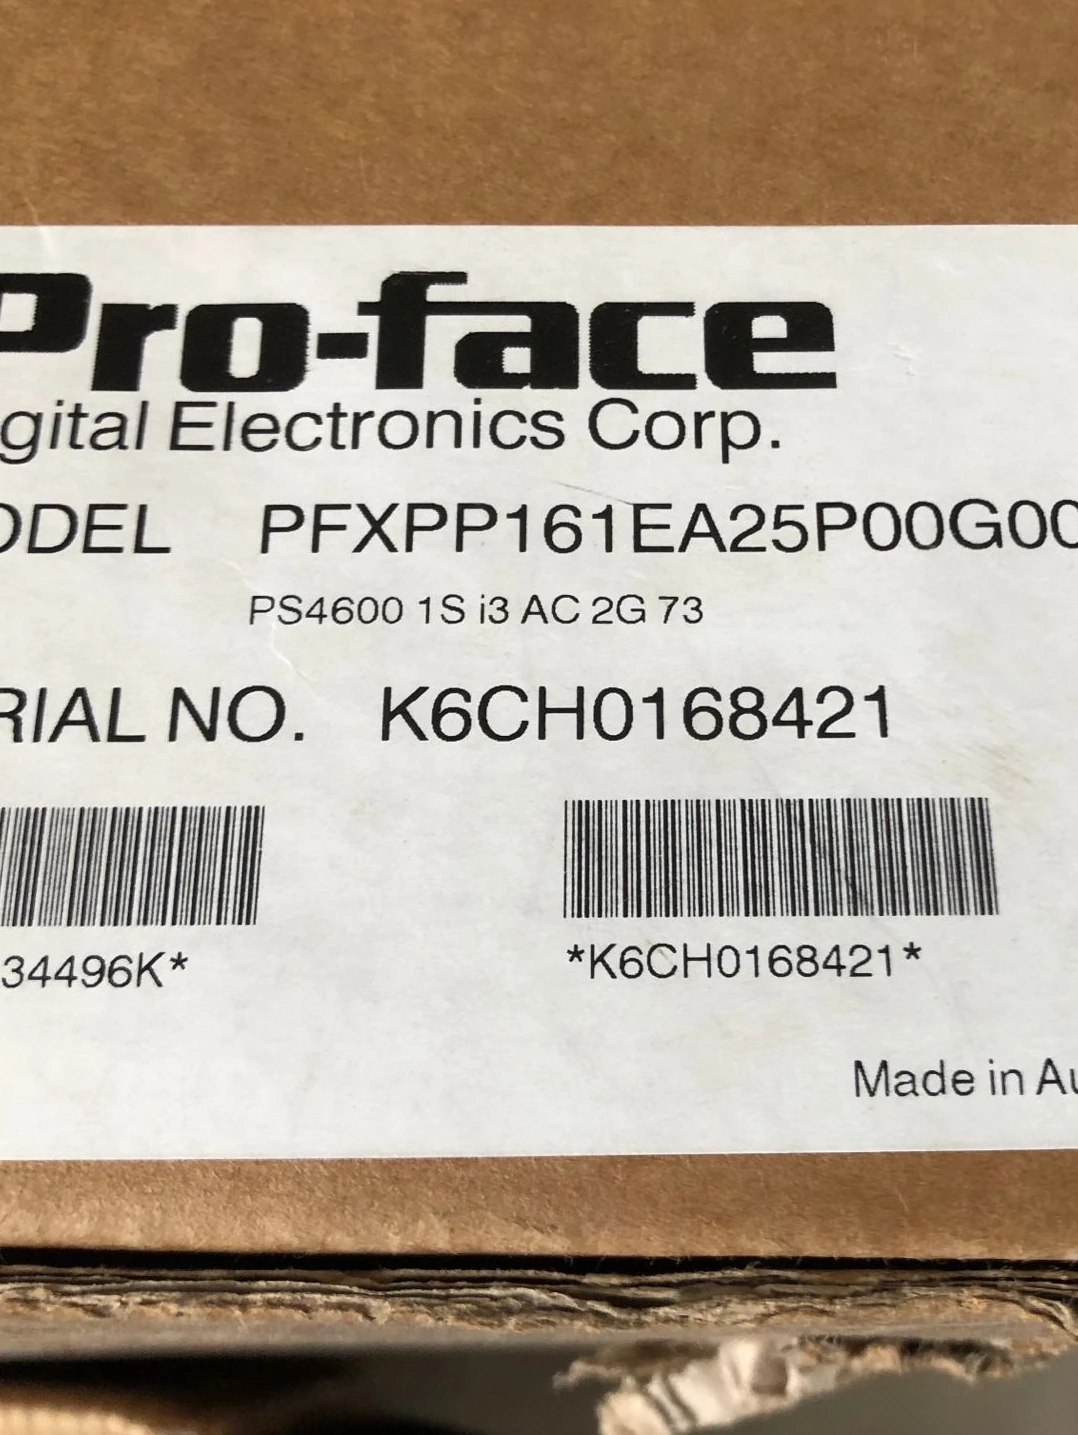 Pro-face
gital Electronics Corp.
ODEL PFXPP161EA25P00G00
PS4600 1S i3 AC 2G 73
RIAL NO. K6CH0168421
34496K*
*K6CH0168421*
Made in Au